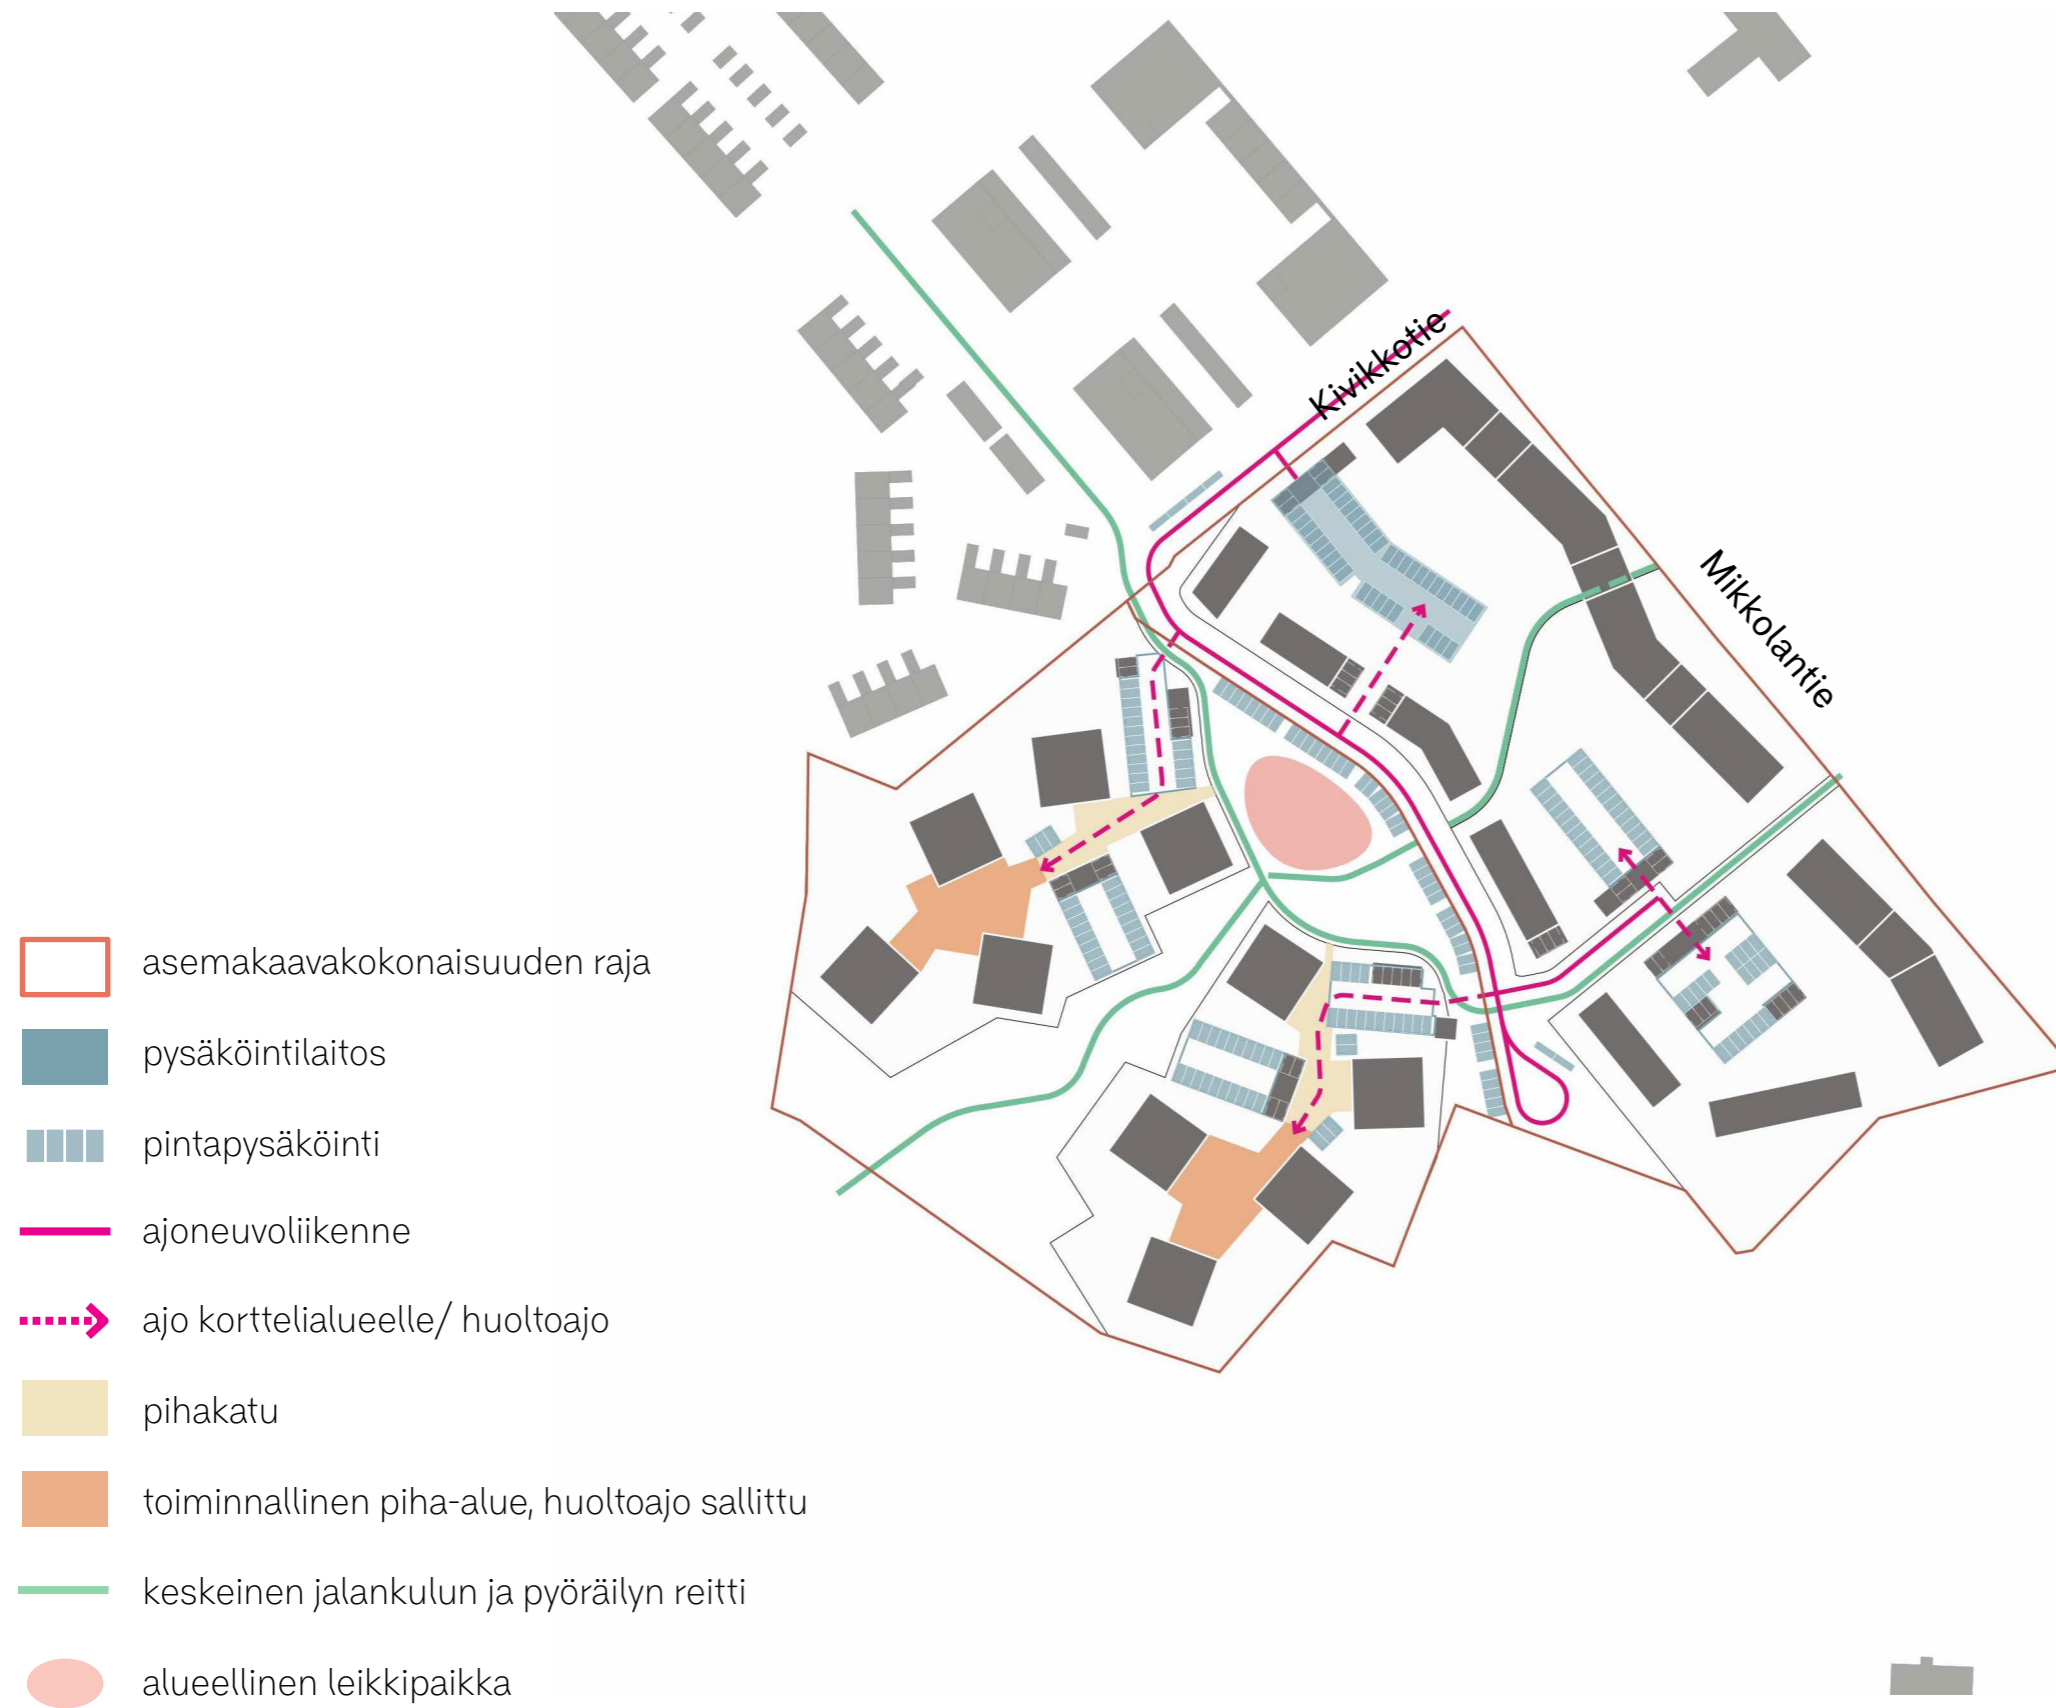 Kivikkotie
Mikkolantie
asemakaavakokonaisuuden raja
pysäköintilaitos
pintapysäköinti
ajoneuvoliikenne
ajo korttelialueelle/ huoltoajo
pihakatu
toiminnallinen piha-alue, huoltoajo sallittu
keskeinen jalankulun ja pyöräilyn reitti
alueellinen leikkipaikka